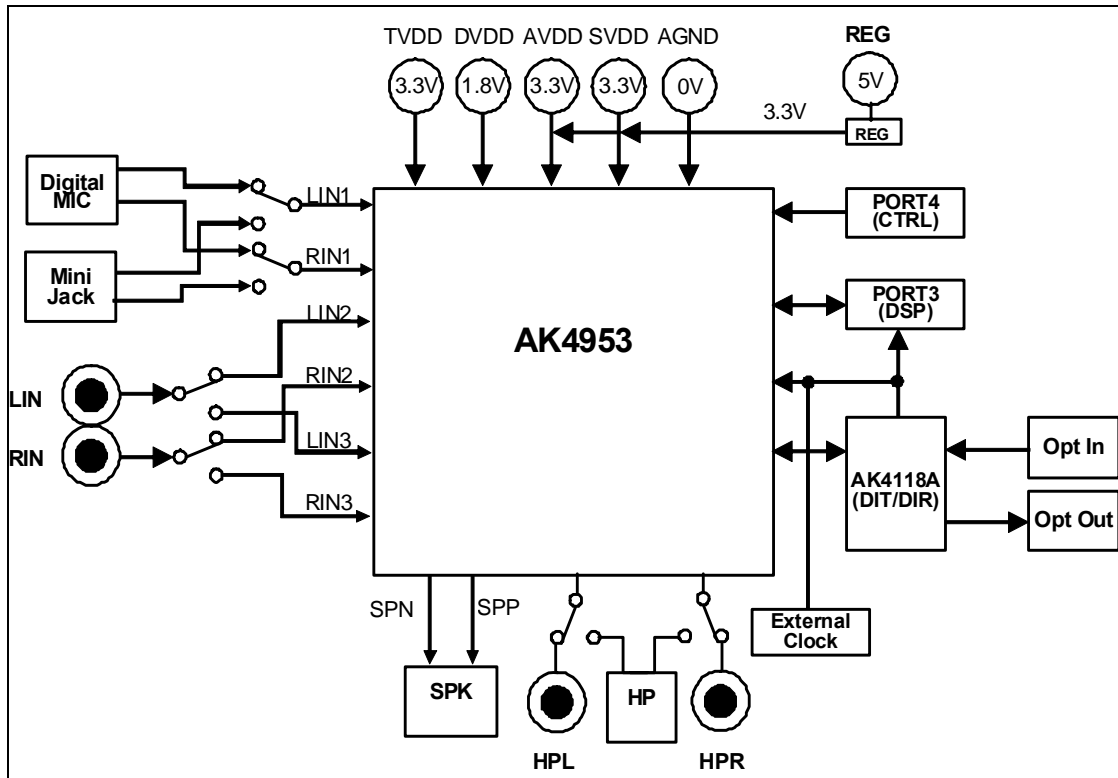 TVDD DVDD AVDD SVDD AGND REG
3.3V 1.8V 3.3V 3.3V 0V 5V
3.3V
REG
Digital
MIC
LIN1
PORT4
(CTRL)
RIN1
Mini
Jack
PORT3
(DSP)
LIN2
AK4953
RIN2
LIN
LIN3
RIN
Opt In
AK4118A
(DIT/DIR)
RIN3
Opt Out
SPN SPP
External
Clock
SPK
HP
HPL HPR